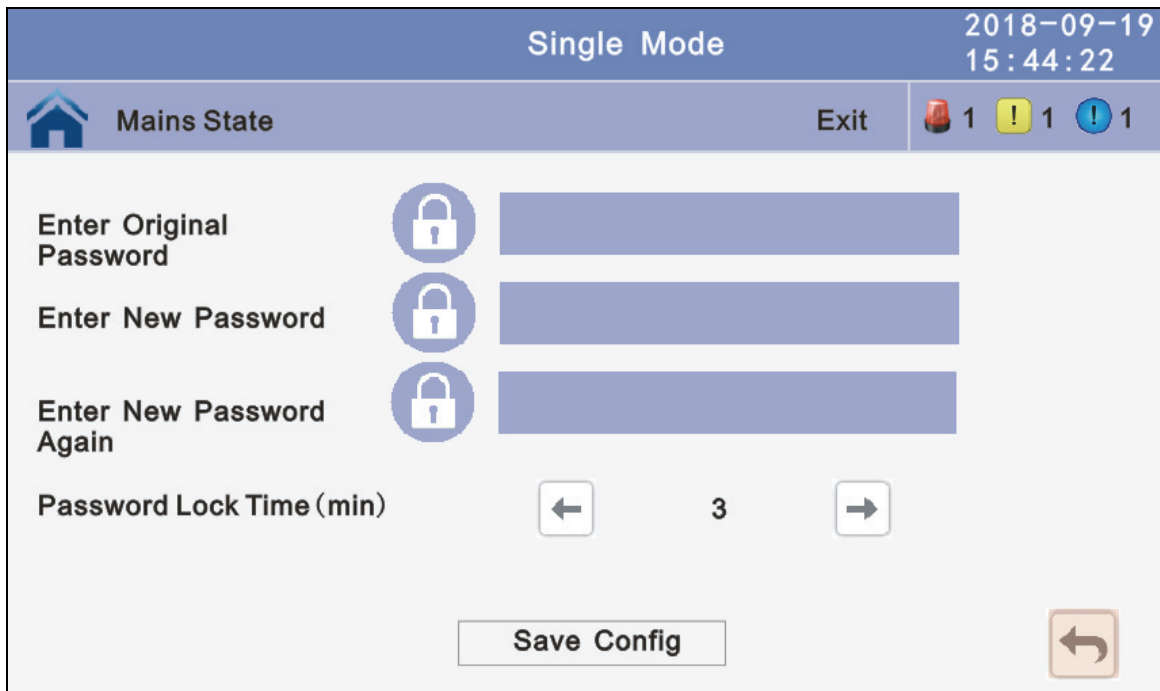 Single Mode
2018-09-19
15:44:22
Mains State
Exit
1
! 1
! 1
Enter Original
Password
Enter New Password
Enter New Password
Again
Password Lock Time(min)
3
Save Config